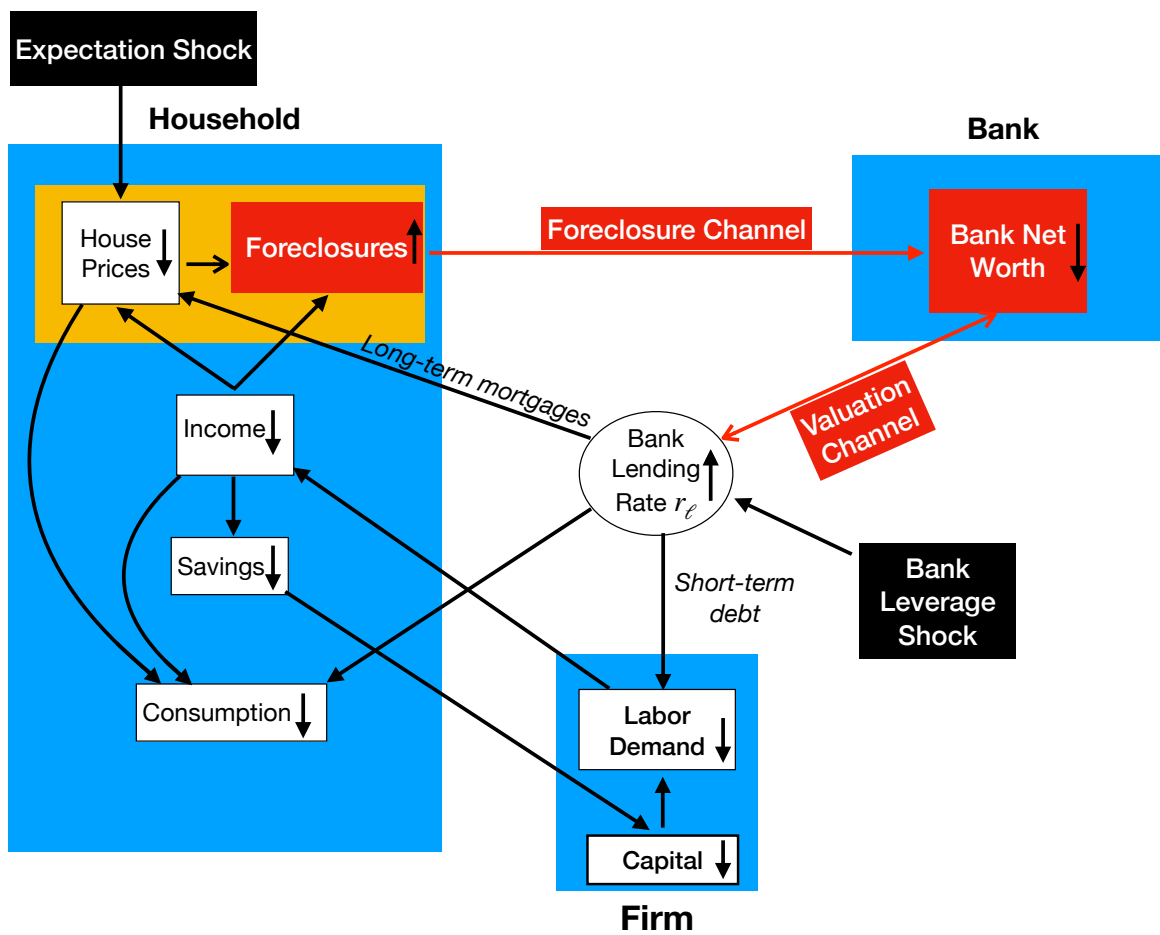 Expectation Shock
Household
Bank
House
Prices
Foreclosures
Foreclosure Channel
Bank Net
Worth
Long-term mortgages
Valuation
Channel
Income
Bank
Lending
Rate rℓ
Savings
Short-term
debt
Bank
Leverage
Shock
Consumption
Labor
Demand
Capital
Firm